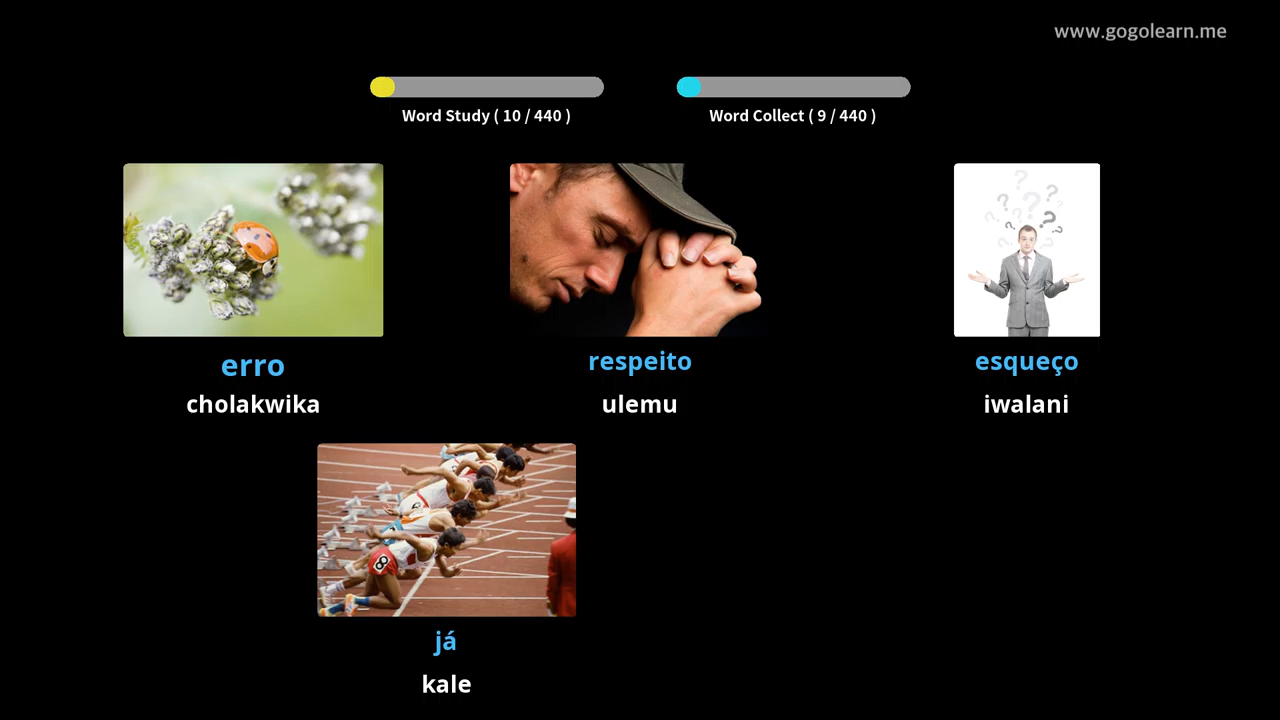 www.gogolearn.me
Word Study ( 10 / 440 )
Word Collect ( 9 / 440 )
erro
cholakwika
respeito
ulemu
esqueço
iwalani
já
kale